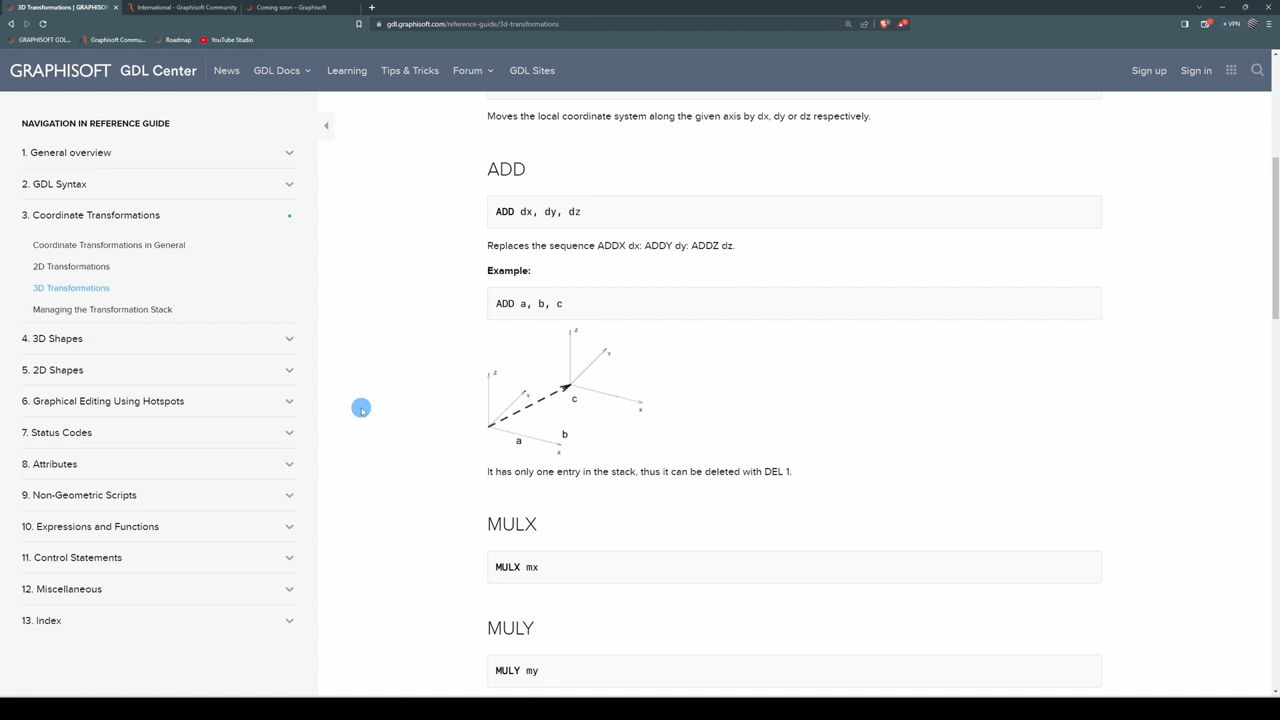 3D Transformations | GRAPHISOF
International - Graphisoft Community
Coming soon – Graphisoft
gdl.graphisoft.com/reference-guide/3d-transformations
VPN
GRAPHISOFT GDL...
Graphisoft Commu...
Roadmap
YouTube Studio
GRAPHISOFT GDL Center
News
GDL Docs
Learning
Tips & Tricks
Forum
GDL Sites
Sign up
Sign in
NAVIGATION IN REFERENCE GUIDE
1. General overview
2. GDL Syntax
3. Coordinate Transformations
Coordinate Transformations in General
2D Transformations
3D Transformations
Managing the Transformation Stack
4. 3D Shapes
5. 2D Shapes
6. Graphical Editing Using Hotspots
7. Status Codes
8. Attributes
9. Non-Geometric Scripts
10. Expressions and Functions
11. Control Statements
12. Miscellaneous
13. Index
Moves the local coordinate system along the given axis by dx, dy or dz respectively.
ADD
ADD dx, dy, dz
Replaces the sequence ADDX dx: ADDY dy: ADDZ dz.
Example:
ADD a, b, c
z
Y
x
c
z
Y
a
b
x
It has only one entry in the stack, thus it can be deleted with DEL 1.
MULX
MULX mx
MULY
MULY my